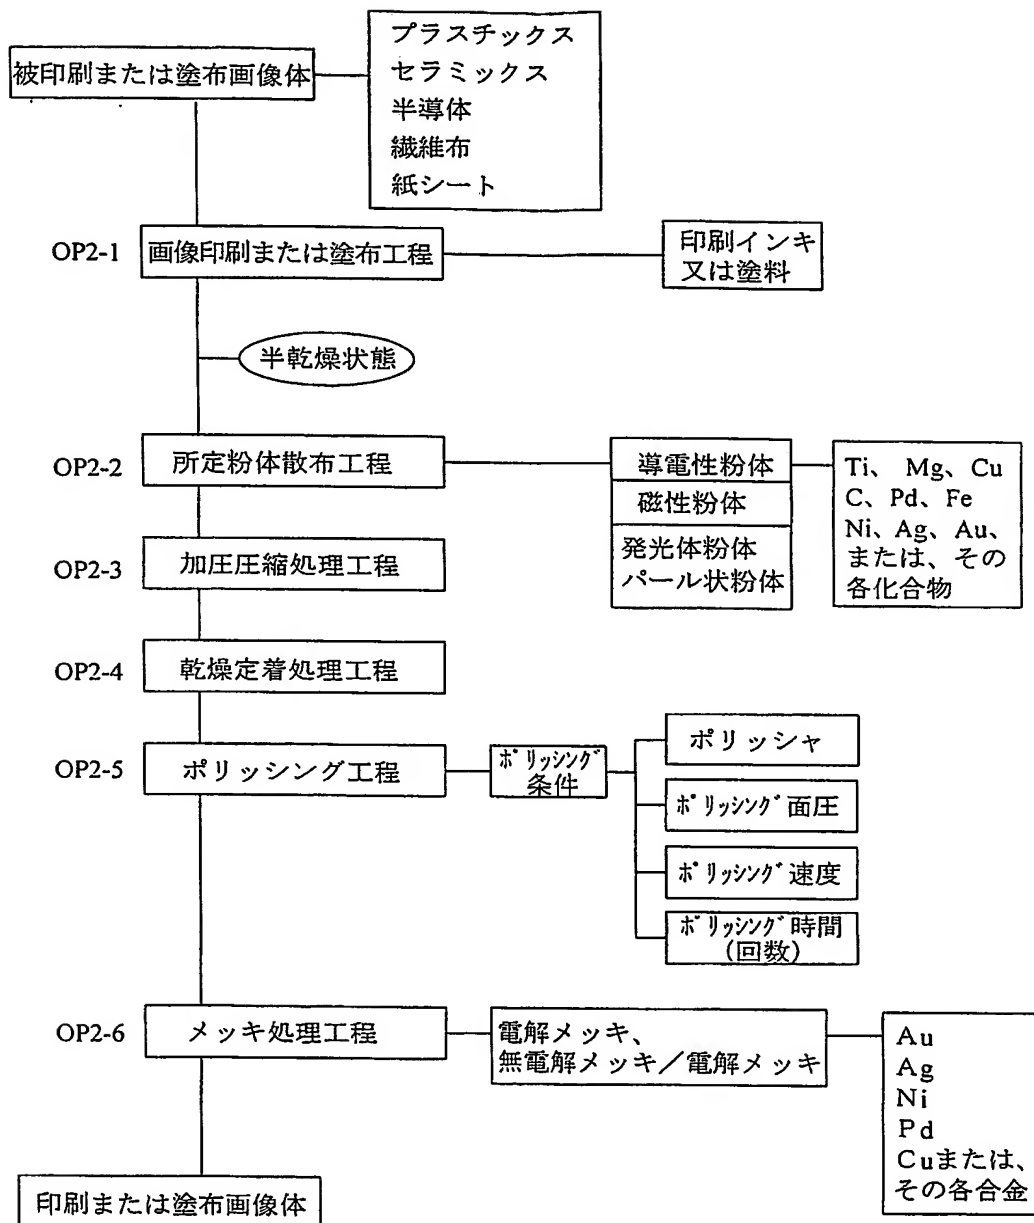 被印刷または塗布画像体
プラスチックス
セラミックス
半導体
繊維布
紙シート
OP2-1
画像印刷または塗布工程
印刷インキ
又は塗料
半乾燥状態
OP2-2
所定粉体散布工程
導電性粉体
磁性粉体
発光体粉体
パール状粉体
Ti、 Mg、Cu
C、Pd、Fe
Ni、Ag、Au、
または、その
各化合物
OP2-3
加圧圧縮処理工程
OP2-4
乾燥定着処理工程
OP2-5
ポリッシング工程
ﾎﾟﾘｯｼﾝｸﾞ
条件
ポリッシャ
ﾎﾟﾘｯｼﾝｸﾞ面圧
ﾎﾟﾘｯｼﾝｸﾞ速度
ﾎﾟﾘｯｼﾝｸﾞ時間
(回数)
OP2-6
メッキ処理工程
電解メッキ、
無電解メッキ／電解メッキ
Au
Ag
Ni
Pd
Cuまたは、
その各合金
印刷または塗布画像体